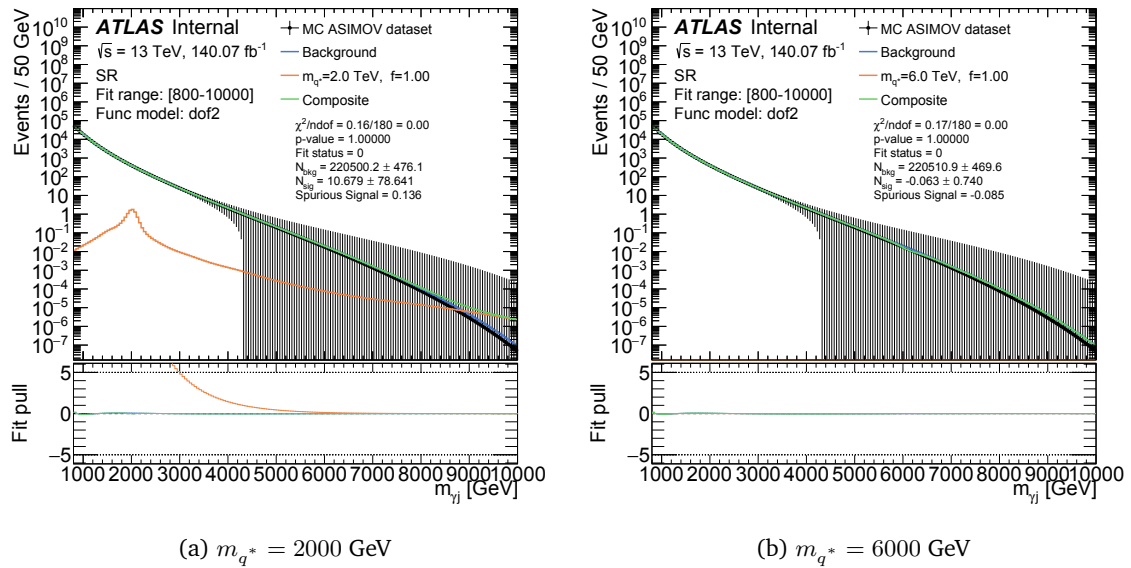 Events / 50 GeV
10¹⁰
10⁹
10⁸
10⁷
10⁶
10⁵
10⁴
10³
10²
10
1
10⁻¹
10⁻²
10⁻³
10⁻⁴
10⁻⁵
10⁻⁶
10⁻⁷
ATLAS Internal
√s = 13 TeV, 140.07 fb⁻¹
SR
Fit range: [800-10000]
Func model: dof2
MC ASIMOV dataset
Background
m_q*=2.0 TeV, f=1.00
Composite
χ²/ndof = 0.16/180 = 0.00
p-value = 1.00000
Fit status = 0
N_bkg = 220500.2 ± 476.1
N_sig = 10.679 ± 78.641
Spurious Signal = 0.136
Fit pull
5
0
−5
1000 2000 3000 4000 5000 6000 7000 8000 9000 10000
m_γj [GeV]
(a) m_q* = 2000 GeV
Events / 50 GeV
10¹⁰
10⁹
10⁸
10⁷
10⁶
10⁵
10⁴
10³
10²
10
1
10⁻¹
10⁻²
10⁻³
10⁻⁴
10⁻⁵
10⁻⁶
10⁻⁷
ATLAS Internal
√s = 13 TeV, 140.07 fb⁻¹
SR
Fit range: [800-10000]
Func model: dof2
MC ASIMOV dataset
Background
m_q*=6.0 TeV, f=1.00
Composite
χ²/ndof = 0.17/180 = 0.00
p-value = 1.00000
Fit status = 0
N_bkg = 220510.9 ± 469.6
N_sig = -0.063 ± 0.740
Spurious Signal = -0.085
Fit pull
5
0
−5
1000 2000 3000 4000 5000 6000 7000 8000 9000 10000
m_γj [GeV]
(b) m_q* = 6000 GeV